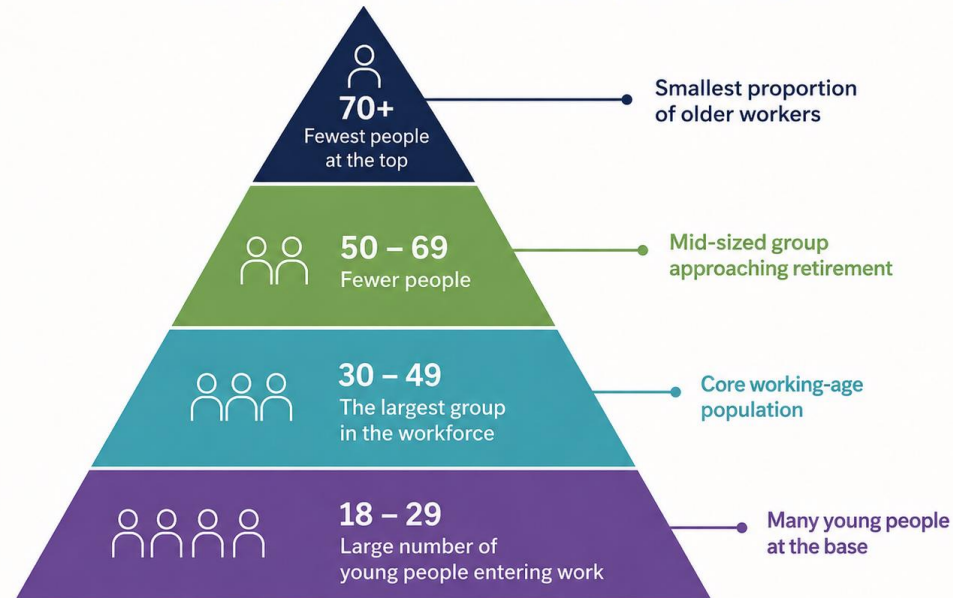 70+
Fewest people
at the top
Smallest proportion
of older workers
50 – 69
Fewer people
Mid-sized group
approaching retirement
30 – 49
The largest group
in the workforce
Core working-age
population
18 – 29
Large number of
young people entering work
Many young people
at the base